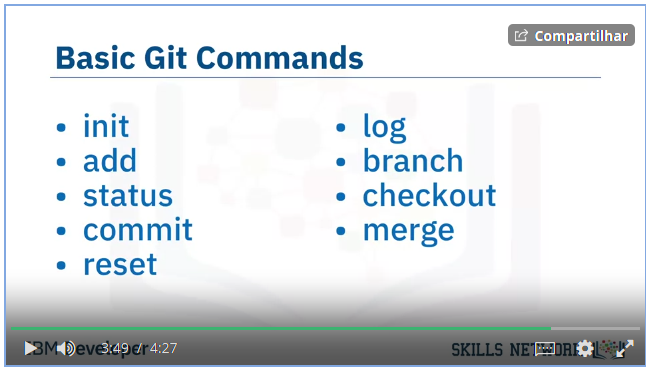 Compartilhar
Basic Git Commands
• init
• add
• status
• commit
• reset
• log
• branch
• checkout
• merge
IBM Developer
3:49 / 4:27
SKILLS NETWORK